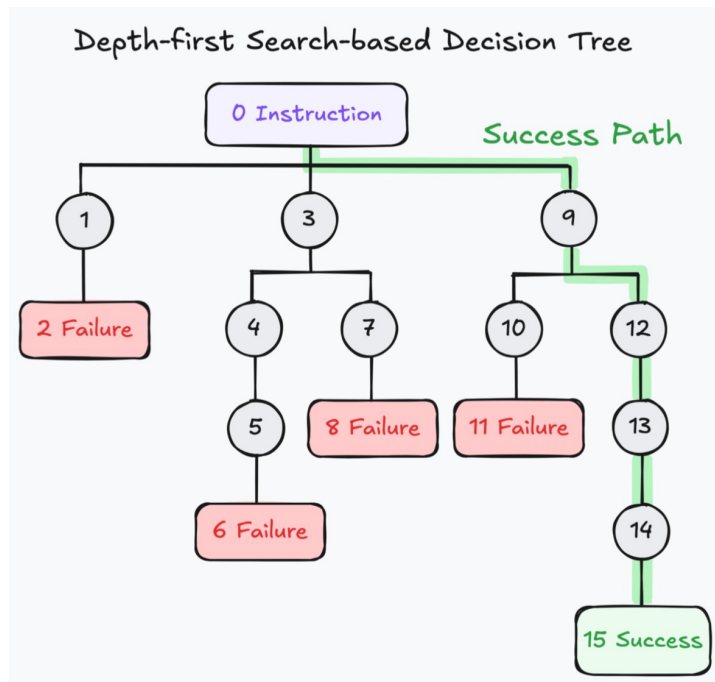 Depth-first Search-based Decision Tree
0 Instruction
Success Path
1
3
9
2 Failure
4
7
10
12
5
8 Failure
11 Failure
13
6 Failure
14
15 Success